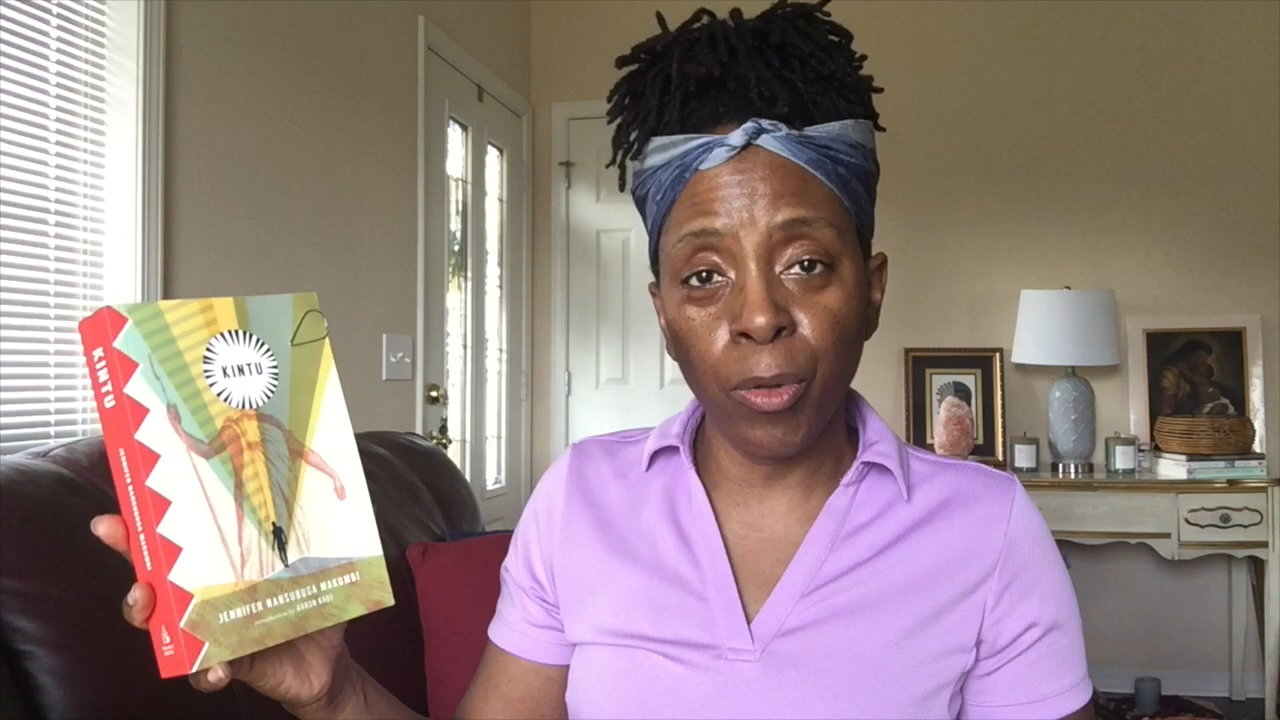 KINTU
JENNIFER NANSUBUGA MAKUMBI
KINTU
JENNIFER NANSUBUGA MAKUMBI
introduction by AARON BADY